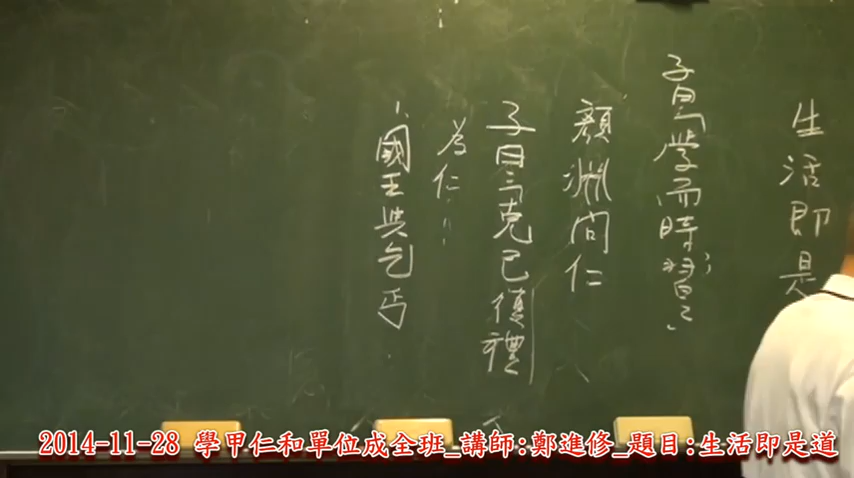 生活即是
子曰：學而時習之
顏淵問仁
子曰：克己復禮
為仁
國王與乞丐
2014-11-28 學甲仁和單位成全班_講師:鄭進修_題目:生活即是道